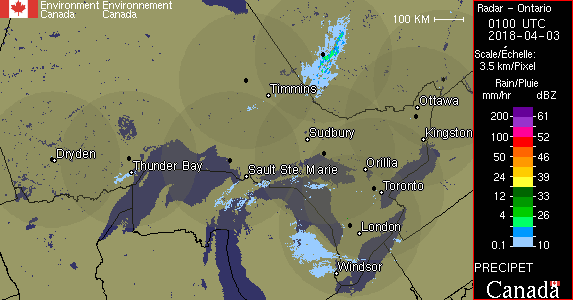 Environment Environnement
Canada Canada
100 KM
Timmins
Ottawa
Sudbury
Kingston
Dryden
Thunder Bay
Sault Ste. Marie
Orillia
Toronto
London
Windsor
Radar - Ontario
0100 UTC
2018-04-03
Scale/Échelle:
3.5 km/Pixel
Rain/Pluie
mm/hr dBZ
200 61
100 52
50 46
24 39
12 33
4 26
0.1 10
PRECIPET
Canada